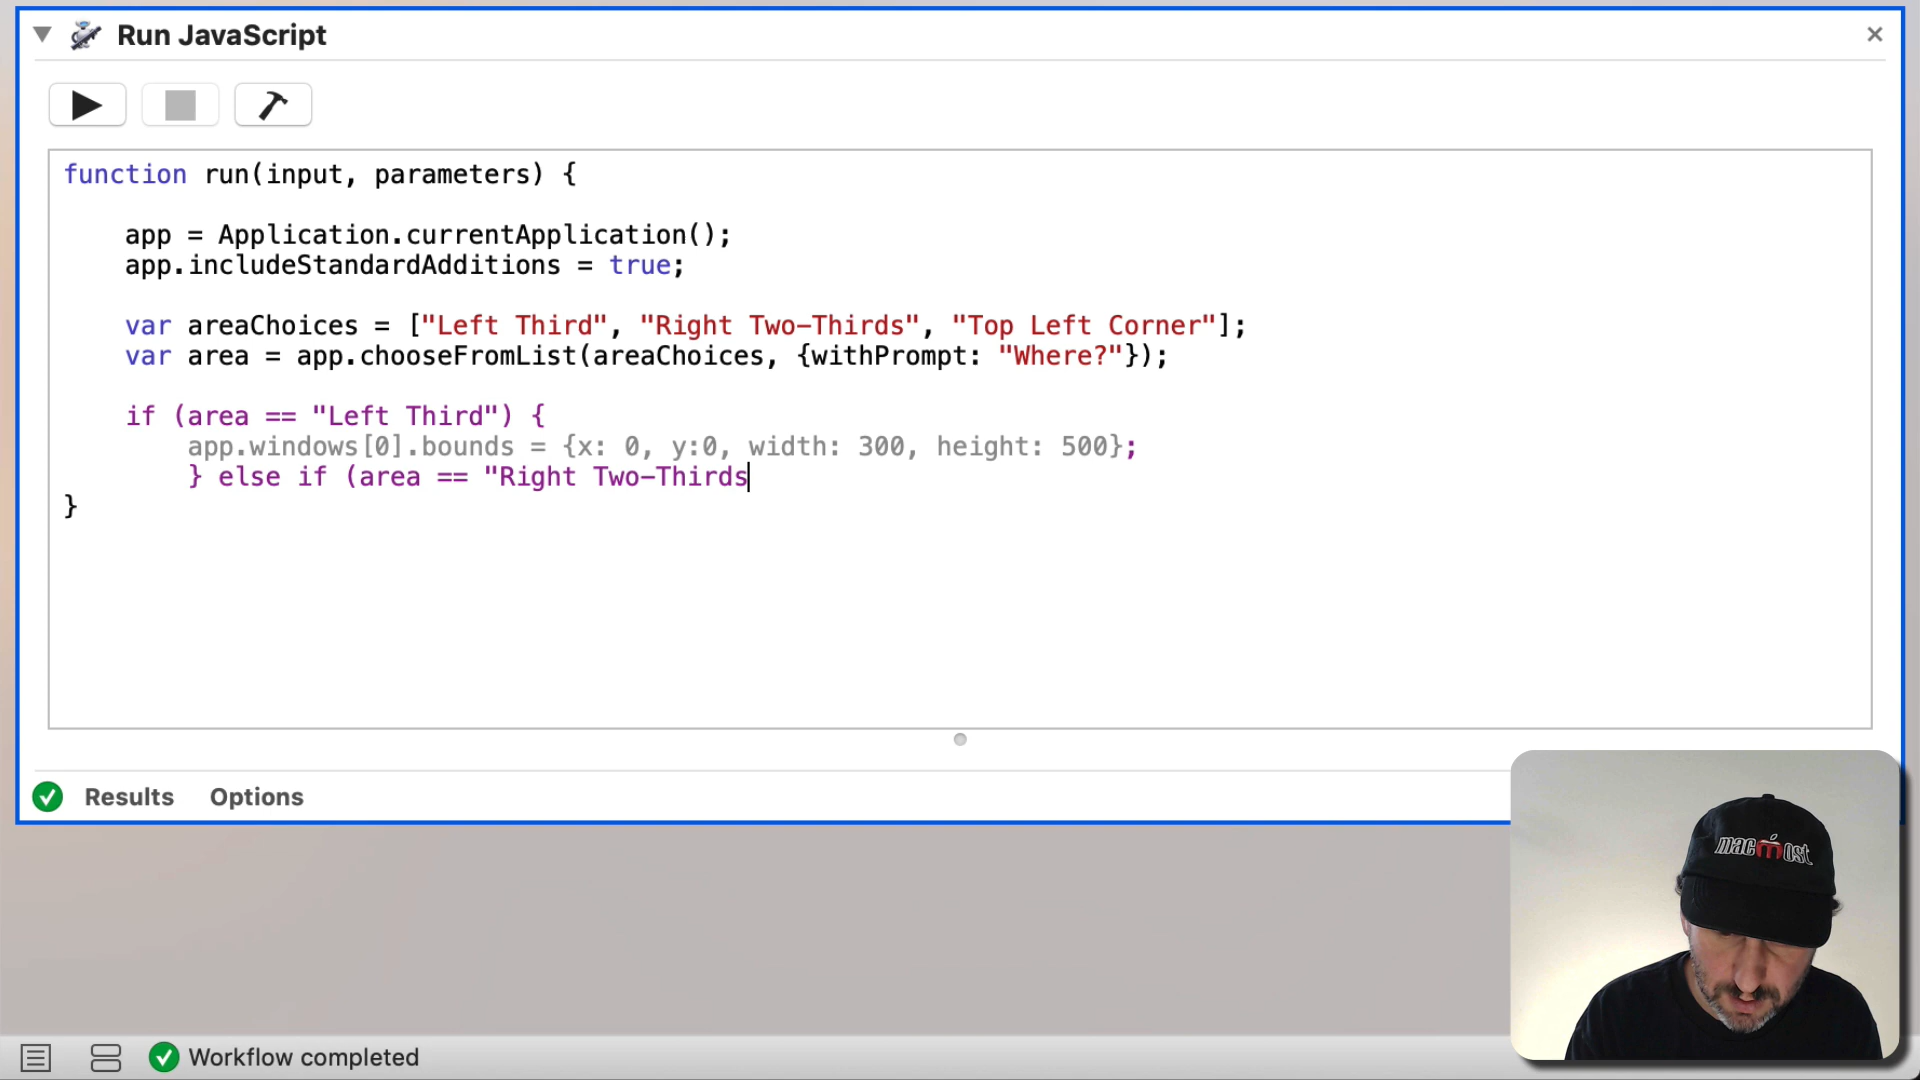 Run JavaScript
function run(input, parameters) {
app = Application.currentApplication();
app.includeStandardAdditions = true;
var areaChoices = ["Left Third", "Right Two-Thirds", "Top Left Corner"];
var area = app.chooseFromList(areaChoices, {withPrompt: "Where?"});
if (area == "Left Third") {
app.windows[0].bounds = {x: 0, y:0, width: 300, height: 500};
} else if (area == "Right Two-Thirds
}
Results Options
macmost
Workflow completed